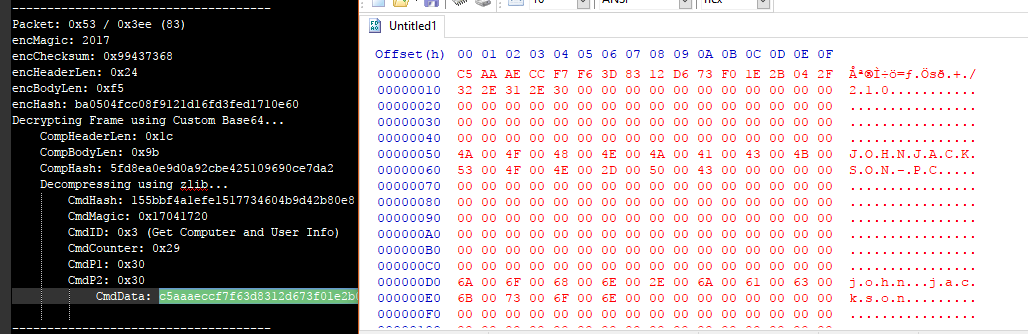 ----------------------------------------
Packet: 0x53 / 0x3ee (83)
encMagic: 2017
encChecksum: 0x99437368
encHeaderLen: 0x24
encBodyLen: 0xf5
encHash: ba0504fcc08f9121d16fd3fed1710e60
Decrypting Frame using Custom Base64...
CompHeaderLen: 0x1c
CompBodyLen: 0x9b
CompHash: 5fd8ea0e9d0a92cbe425109690ce7da2
Decompressing using zlib...
CmdHash: 155bbf4a1efe1517734604b9d42b80e8
CmdMagic: 0x17041720
CmdID: 0x3 (Get Computer and User Info)
CmdCounter: 0x29
CmdP1: 0x30
CmdP2: 0x30
CmdData: c5aaaeccf7f63d8312d673f01e2b0
----------------------------------------
Untitled1
Offset(h) 00 01 02 03 04 05 06 07 08 09 0A 0B 0C 0D 0E 0F
00000000 C5 AA AE CC F7 F6 3D 83 12 D6 73 F0 1E 2B 04 2F Åª®Ì÷ö=ƒ.Ösð.+./
00000010 32 2E 31 2E 30 00 00 00 00 00 00 00 00 00 00 00 2.1.0...........
00000020 00 00 00 00 00 00 00 00 00 00 00 00 00 00 00 00 ................
00000030 00 00 00 00 00 00 00 00 00 00 00 00 00 00 00 00 ................
00000040 00 00 00 00 00 00 00 00 00 00 00 00 00 00 00 00 ................
00000050 4A 00 4F 00 48 00 4E 00 4A 00 41 00 43 00 4B 00 J.O.H.N.J.A.C.K.
00000060 53 00 4F 00 4E 00 2D 00 50 00 43 00 00 00 00 00 S.O.N.-.P.C.....
00000070 00 00 00 00 00 00 00 00 00 00 00 00 00 00 00 00 ................
00000080 00 00 00 00 00 00 00 00 00 00 00 00 00 00 00 00 ................
00000090 00 00 00 00 00 00 00 00 00 00 00 00 00 00 00 00 ................
000000A0 00 00 00 00 00 00 00 00 00 00 00 00 00 00 00 00 ................
000000B0 00 00 00 00 00 00 00 00 00 00 00 00 00 00 00 00 ................
000000C0 00 00 00 00 00 00 00 00 00 00 00 00 00 00 00 00 ................
000000D0 6A 00 6F 00 68 00 6E 00 2E 00 6A 00 61 00 63 00 j.o.h.n...j.a.c.
000000E0 6B 00 73 00 6F 00 6E 00 00 00 00 00 00 00 00 00 k.s.o.n.........
000000F0 00 00 00 00 00 00 00 00 00 00 00 00 00 00 00 00 ................